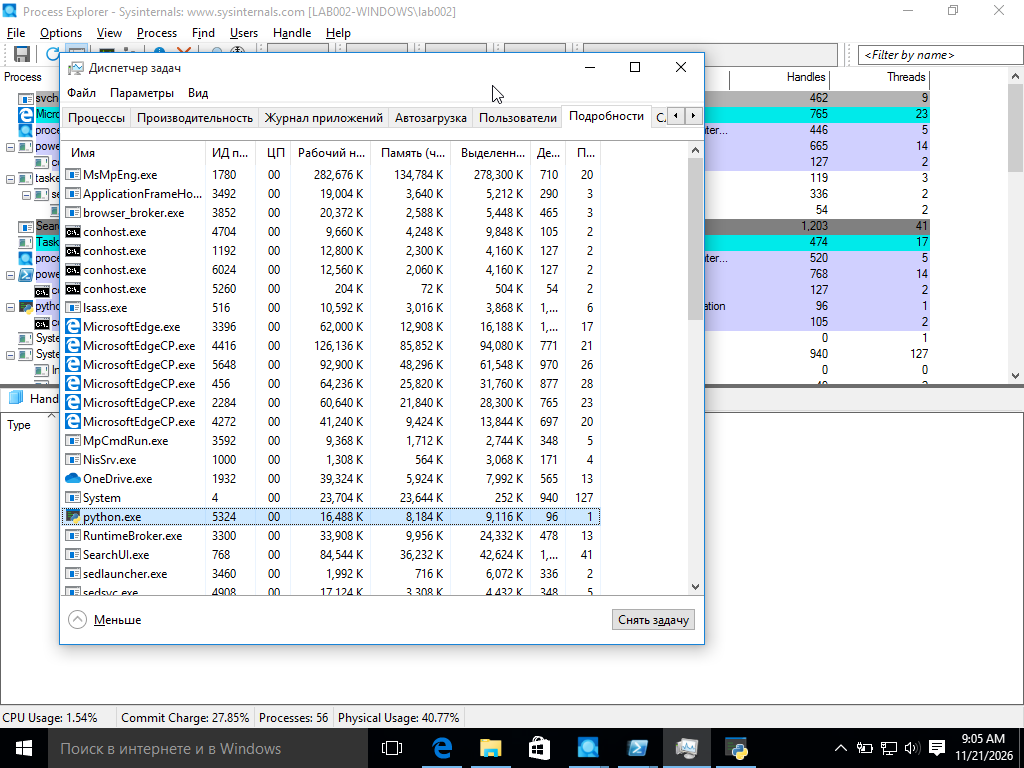 Process Explorer - Sysinternals: www.sysinternals.com [LAB002-WINDOWS\lab002]
File Options View Process Find Users Handle Help
<Filter by name>
Process Handles Threads
Диспетчер задач
Файл Параметры Вид
Процессы Производительность Журнал приложений Автозагрузка Пользователи Подробности
Имя ИД п... ЦП Рабочий н... Память (ч... Выделенн... Де... П...
MsMpEng.exe 1780 00 282,676 K 134,784 K 278,300 K 710 20
ApplicationFrameHo... 3492 00 19,004 K 3,640 K 5,212 K 290 3
browser_broker.exe 3852 00 20,372 K 2,588 K 5,448 K 465 3
conhost.exe 4704 00 9,660 K 4,248 K 9,848 K 105 2
conhost.exe 1192 00 12,800 K 2,300 K 4,160 K 127 2
conhost.exe 6024 00 12,560 K 2,060 K 4,160 K 127 2
conhost.exe 5260 00 204 K 72 K 504 K 54 2
lsass.exe 516 00 10,592 K 3,016 K 3,868 K 1,... 6
MicrosoftEdge.exe 3396 00 62,000 K 12,908 K 16,188 K 1,... 17
MicrosoftEdgeCP.exe 4416 00 126,136 K 85,852 K 94,080 K 771 21
MicrosoftEdgeCP.exe 5648 00 92,900 K 48,296 K 61,548 K 970 26
MicrosoftEdgeCP.exe 456 00 64,236 K 25,820 K 31,760 K 877 28
MicrosoftEdgeCP.exe 2284 00 60,640 K 21,840 K 28,300 K 765 23
MicrosoftEdgeCP.exe 4272 00 41,240 K 9,424 K 13,844 K 697 20
MpCmdRun.exe 3592 00 9,368 K 1,712 K 2,744 K 348 5
NisSrv.exe 1000 00 1,308 K 564 K 3,068 K 171 4
OneDrive.exe 1932 00 39,324 K 5,924 K 7,992 K 565 13
System 4 00 23,704 K 23,644 K 252 K 940 127
python.exe 5324 00 16,488 K 8,184 K 9,116 K 96 1
RuntimeBroker.exe 3300 00 33,908 K 9,956 K 24,332 K 478 13
SearchUI.exe 768 00 84,544 K 36,232 K 42,624 K 1,... 41
sedlauncher.exe 3460 00 1,992 K 716 K 6,072 K 336 2
sedsvc.exe 4908 00 17,124 K 3,308 K 4,432 K 348 5
Меньше Снять задачу
462 9
765 23
446 5
665 14
127 2
119 3
336 2
54 2
1,203 41
474 17
520 5
768 14
127 2
96 1
105 2
0 1
940 127
0 0
Type
CPU Usage: 1.54% Commit Charge: 27.85% Processes: 56 Physical Usage: 40.77%
Поиск в интернете и в Windows
9:05 AM
11/21/2026